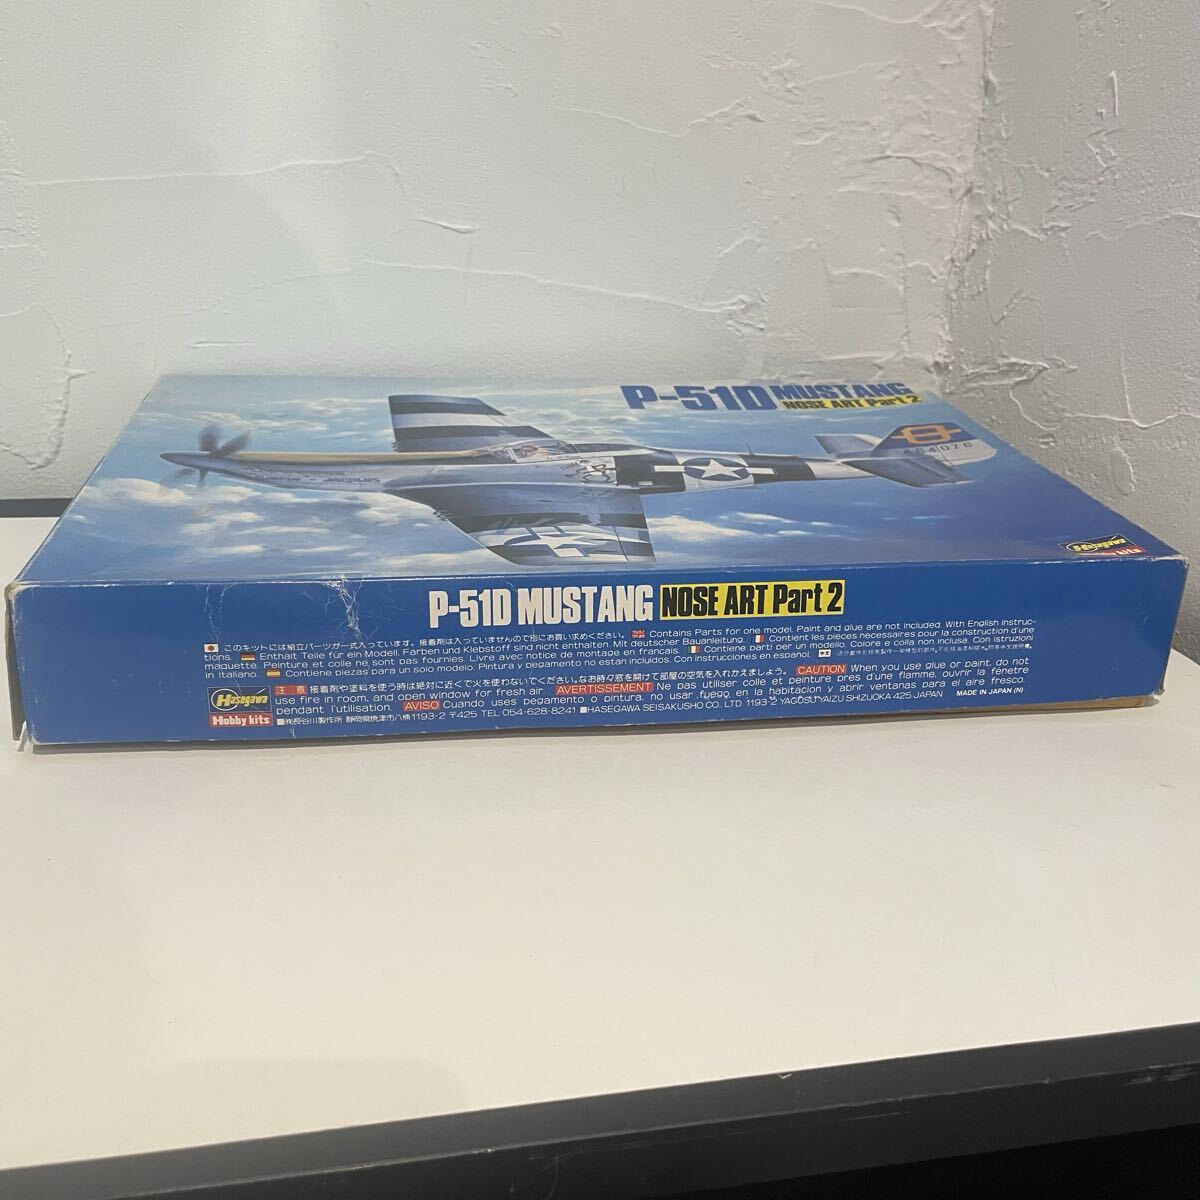 P-51D MUSTANG
NOSE ART Part 2
464076
Jacques
Hasegawa
Hobby kits
P-51D MUSTANG NOSE ART Part 2
このキットには組立パーツが一式入っています。接着剤は入っていませんので別にお買い求めください。 Contains Parts for one model. Paint and glue are not included. With English instruc-
tions. Enthalt Teile für ein Modell. Farben und Klebstoff sind nicht enthalten. Mit deutscher Bauanleitung. Contient les pièces nécessaires pour la construction d'une
maquette. Peinture et colle ne sont pas fournies. Livré avec notice de montage en français. Contiene parti per un modello. Colore e colla non inclusa. Con istruzioni
in Italiano. Contiene piezas para un solo modelo. Pintura y pegamento no estan incluidos. Con instrucciones en espanol.
Hasegawa
Hobby kits
注意 接着剤や塗料を使う時は絶対に近くで火を使わないでください。なお時々窓を開けて部屋の空気を入れかえましょう。 CAUTION When you use glue or paint, do not
use fire in room, and open window for fresh air. AVERTISSEMENT Ne pas utiliser colle et peinture près d'une flamme, ouvrir la fenêtre
pendant l'utilisation. AVISO Cuando uses pegamento o pintura, no usar fuego en la habitacion y abrir ventanas para el aire fresco.
■㈱長谷川製作所 静岡県焼津市八楠1193-2 〒425 TEL 054-628-8241 ■HASEGAWA SEISAKUSHO CO., LTD. 1193-2 YAGUSU YAIZU SHIZUOKA 425 JAPAN MADE IN JAPAN (N)